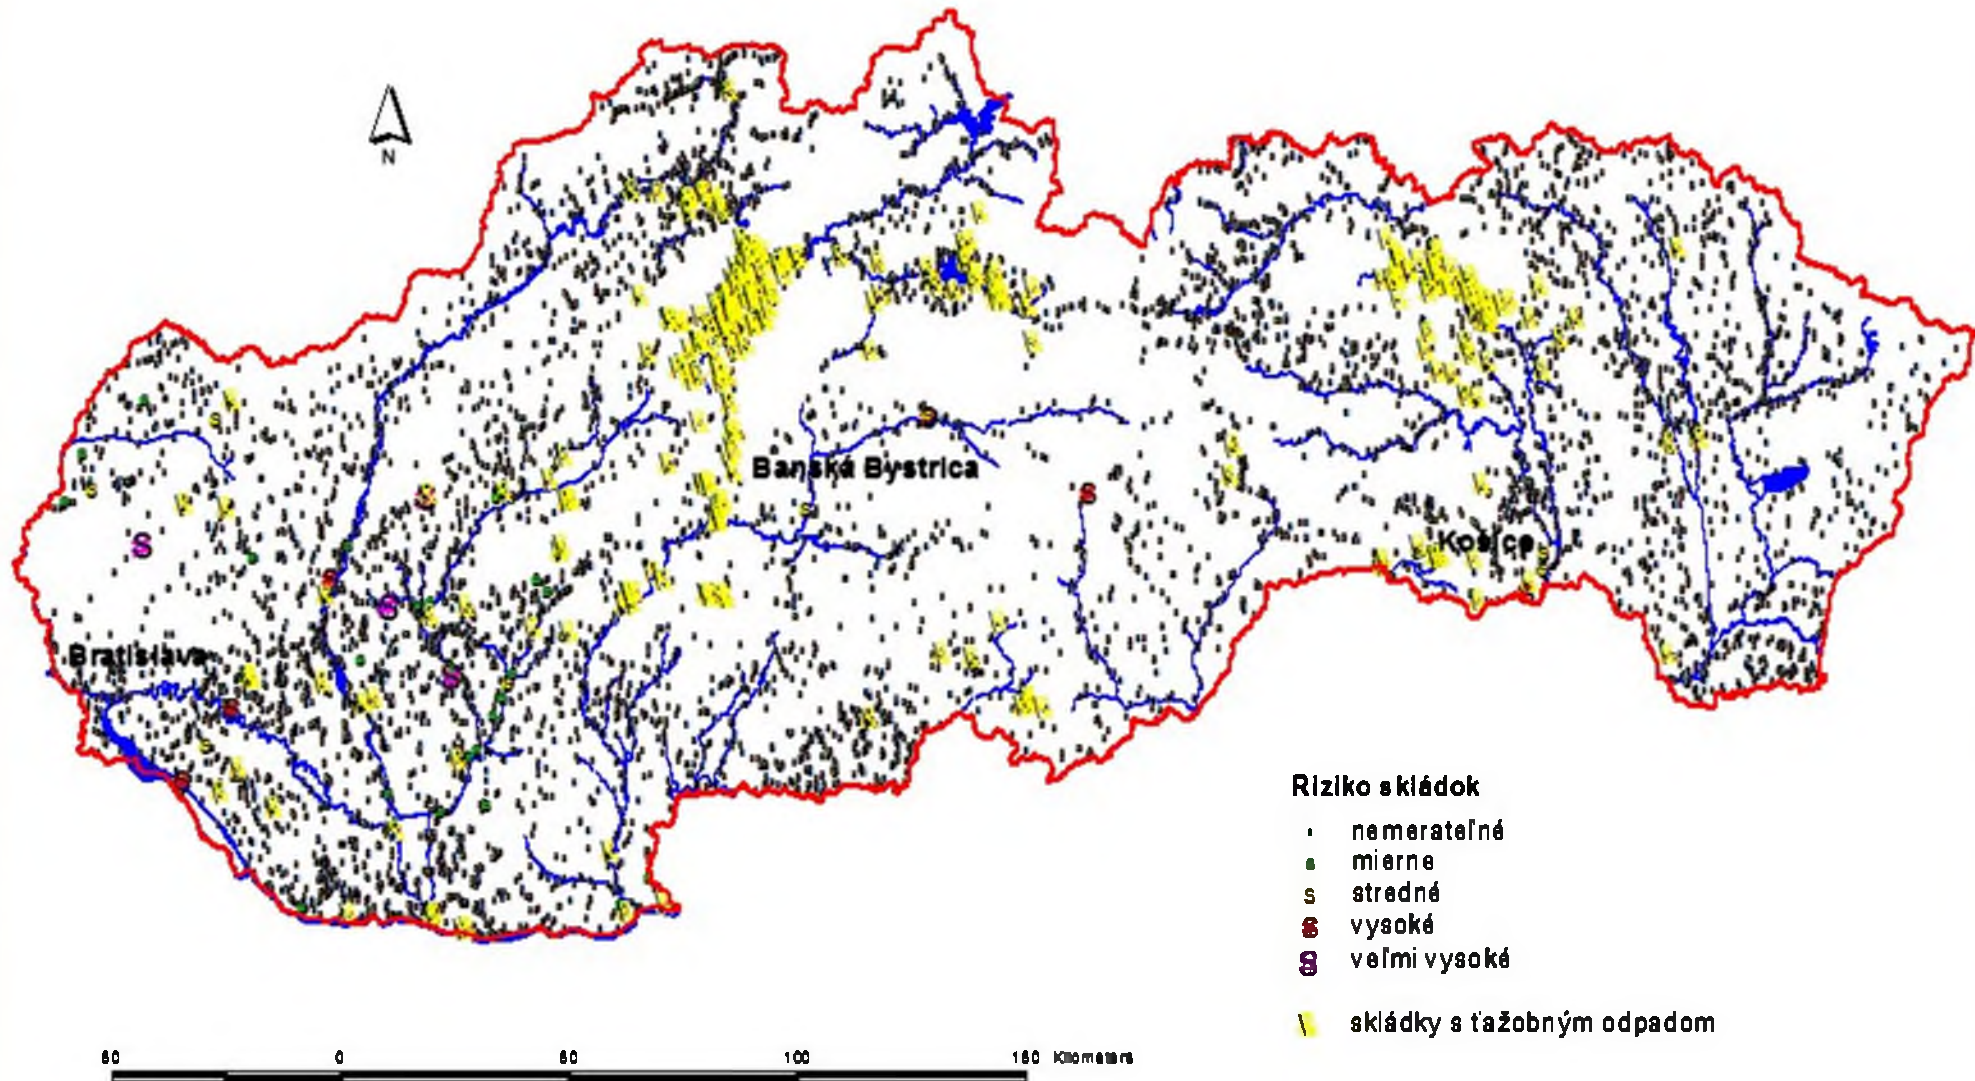 N
Banská Bystrica
Košice
Bratislava
Riziko skládok
nemerateľné
mierne
s stredné
s vysoké
S veľmi vysoké
skládky s ťažobným odpadom
50 0 50 100 150 Kilometers